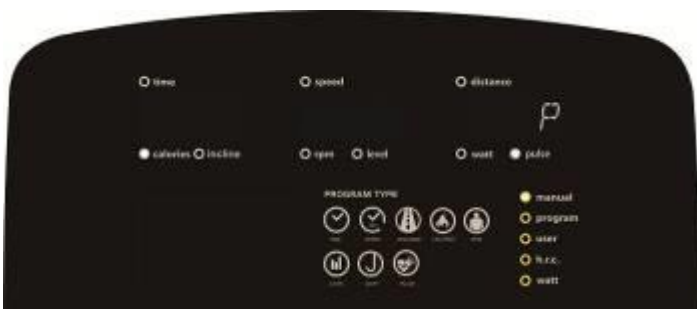 time speed distance
P
calories incline rpm level watt pulse
PROGRAM TYPE
manual
program
user
h.r.c.
watt